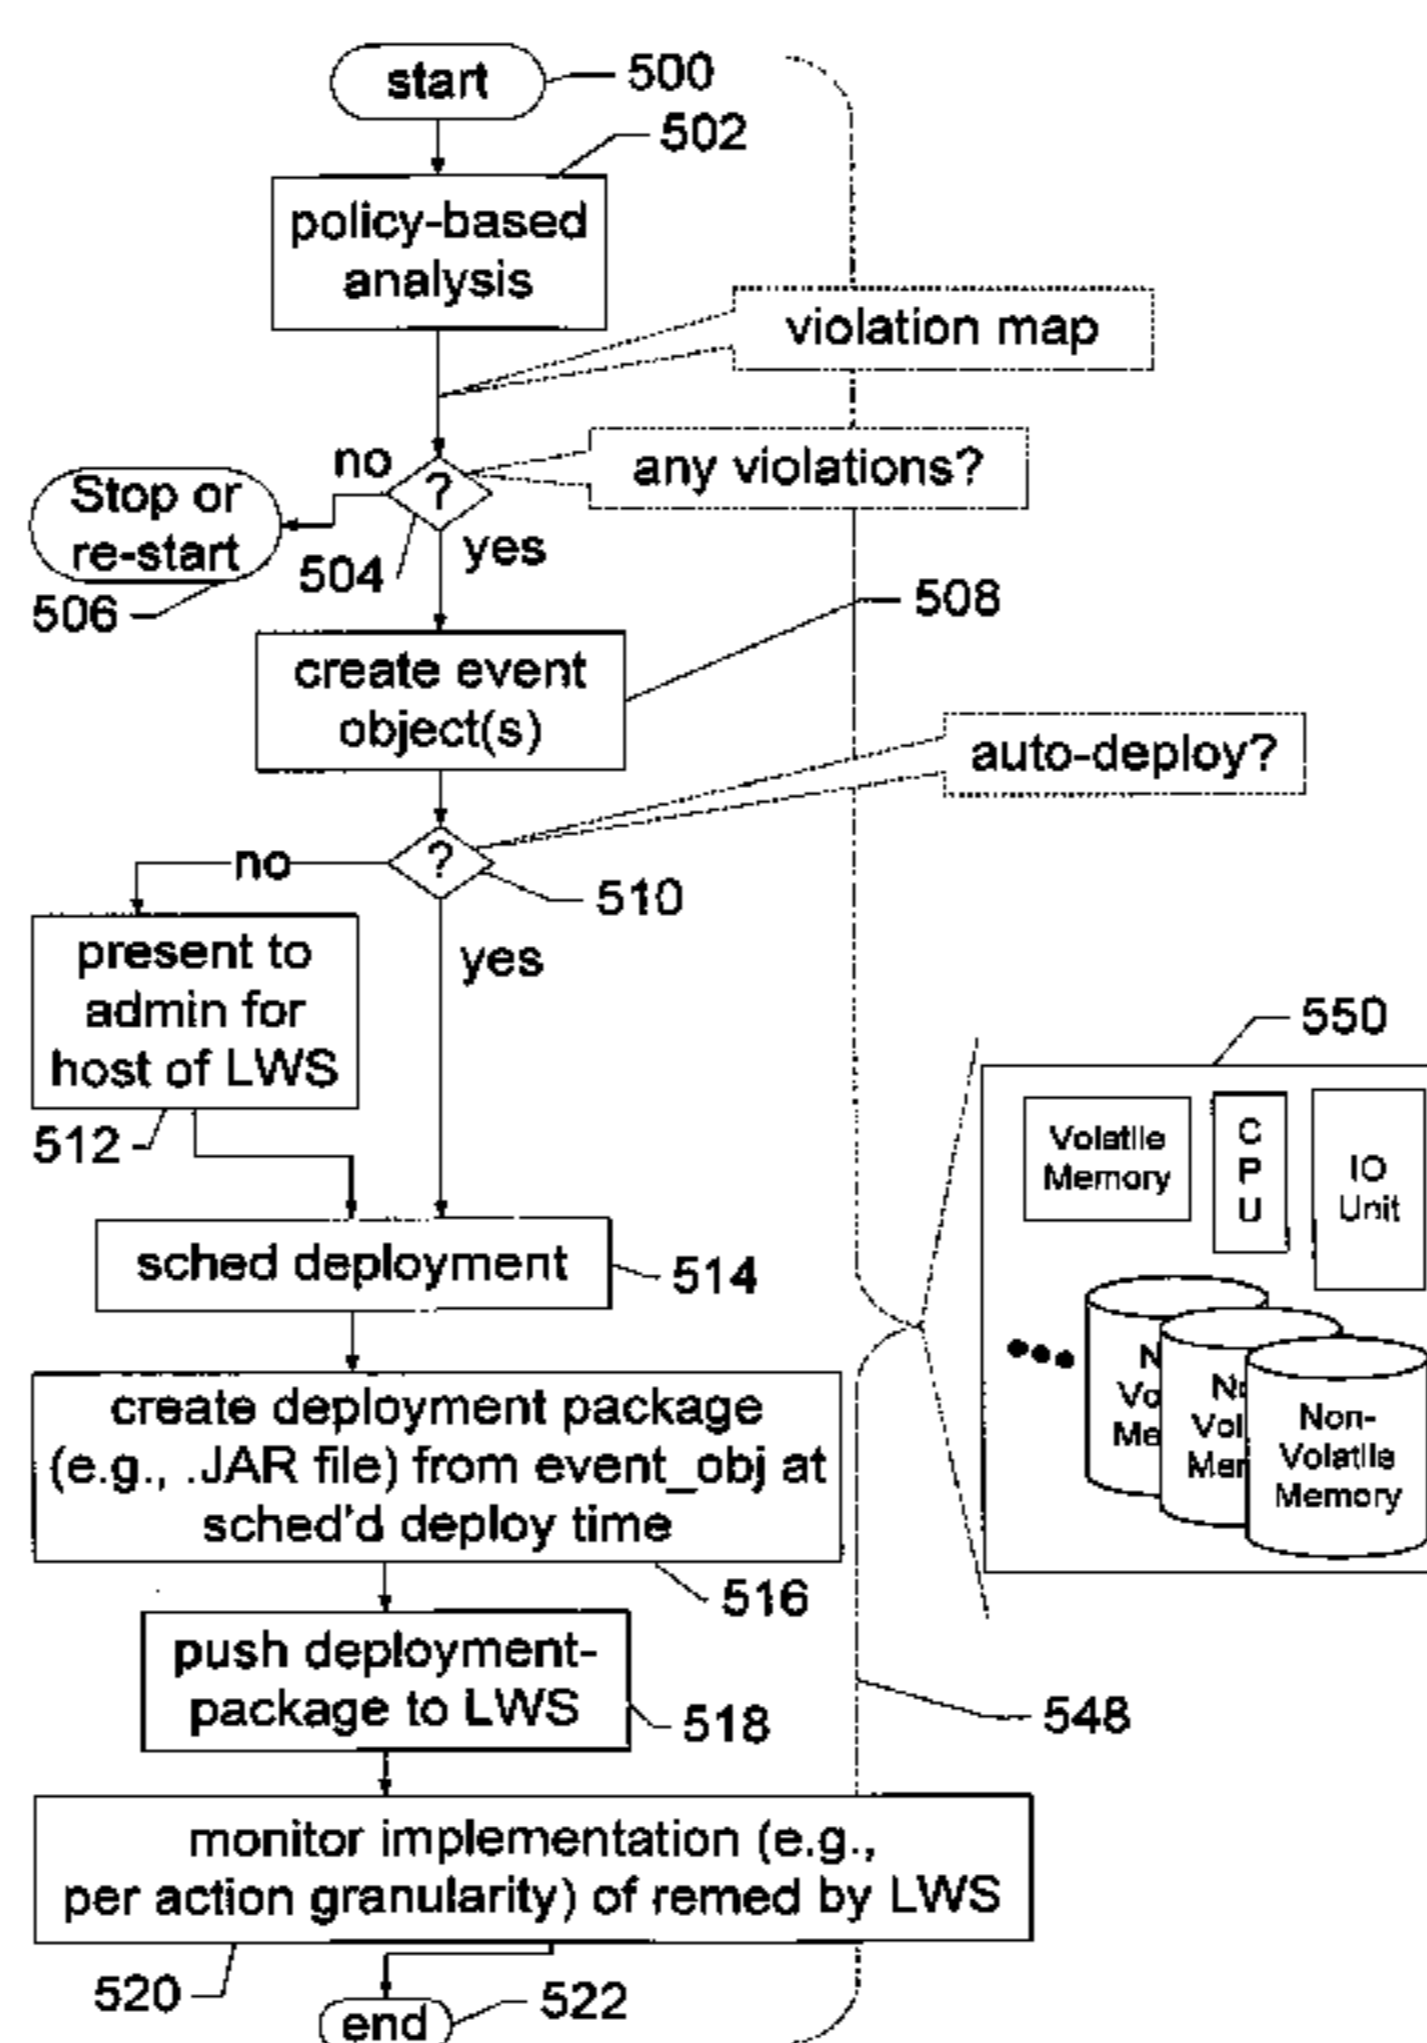 start
500
502
policy-based
analysis
violation map
any violations?
no
?
Stop or
re-start
yes
504
506
508
create event
object(s)
auto-deploy?
no
?
510
yes
present to
admin for
host of LWS
512
550
Volatile
Memory
C
P
U
IO
Unit
sched deployment
514
Non-
Volatile
Memory
create deployment package
(e.g., .JAR file) from event_obj at
sched'd deploy time
516
push deployment-
package to LWS
518
548
monitor implementation (e.g.,
per action granularity) of remed by LWS
520
522
end